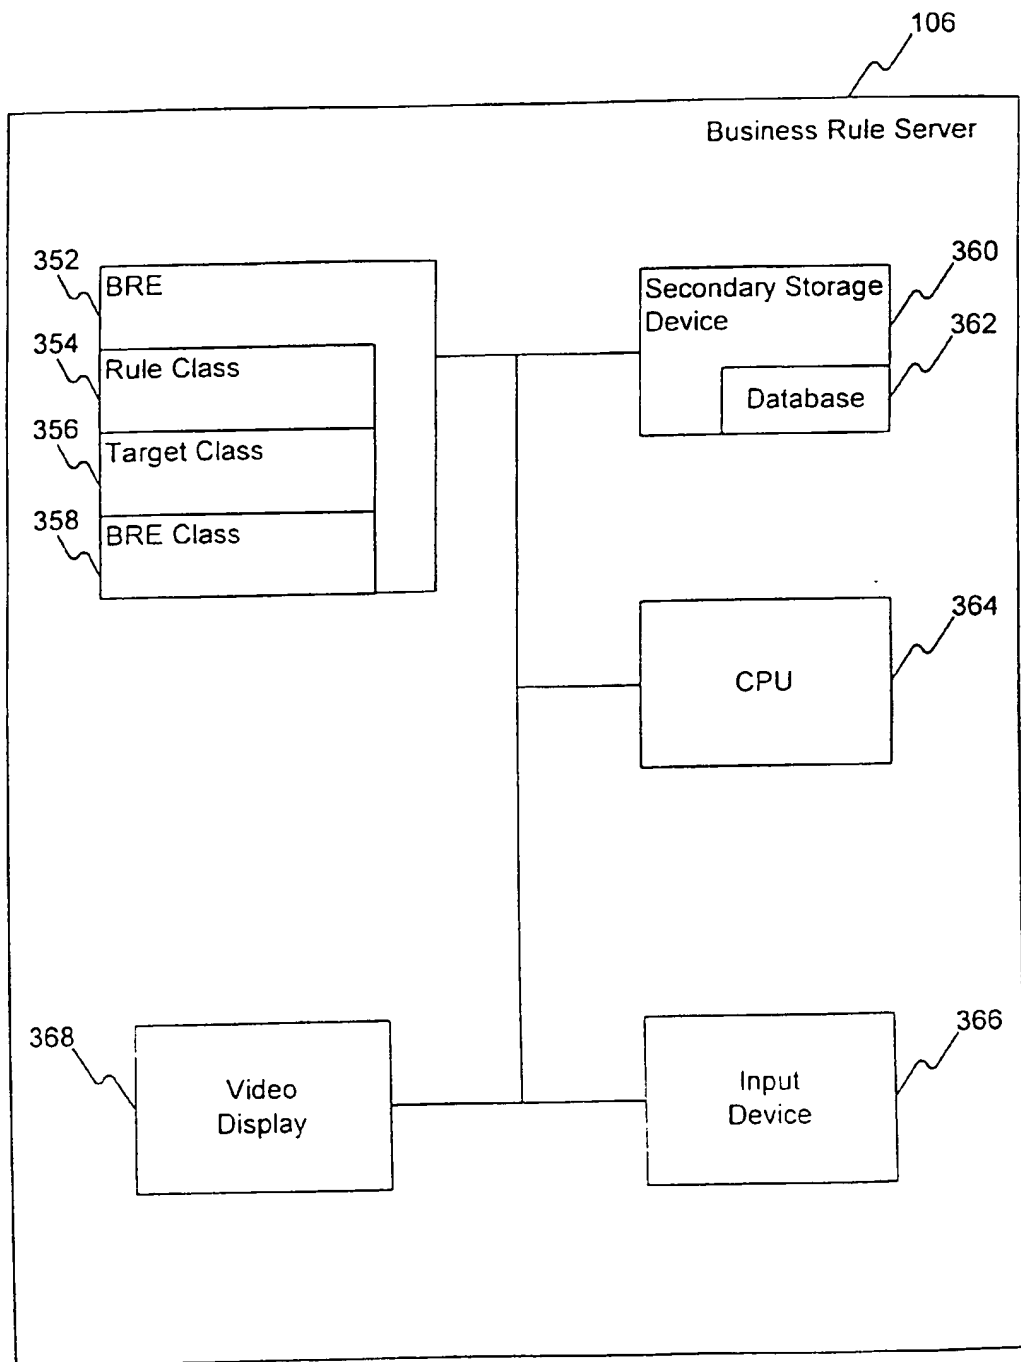 106
Business Rule Server
352
BRE
354
Rule Class
356
Target Class
358
BRE Class
360
Secondary Storage
Device
362
Database
364
CPU
368
Video
Display
366
Input
Device